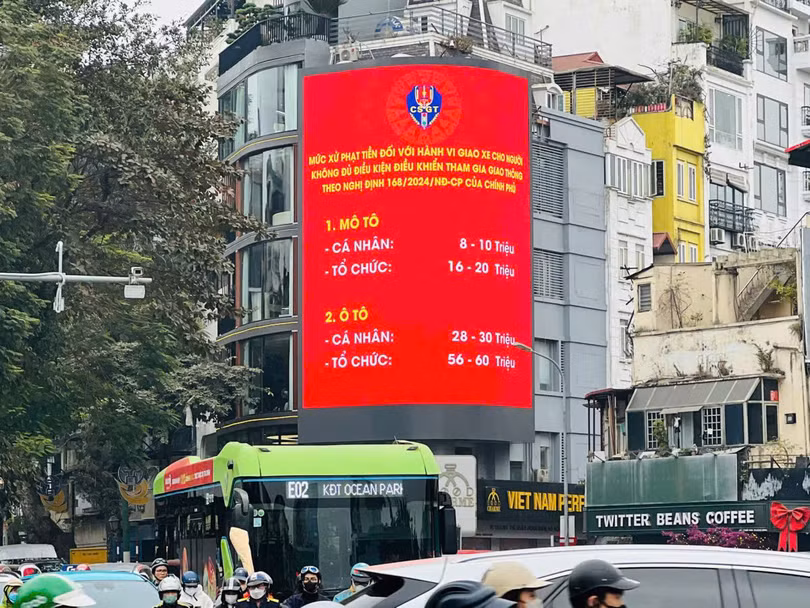 CSGT
MỨC XỬ PHẠT TIỀN ĐỐI VỚI HÀNH VI GIAO XE CHO NGƯỜI
KHÔNG ĐỦ ĐIỀU KIỆN ĐIỀU KHIỂN THAM GIA GIAO THÔNG
THEO NGHỊ ĐỊNH 168/2024/NĐ-CP CỦA CHÍNH PHỦ
1. MÔ TÔ
- CÁ NHÂN: 8 - 10 Triệu
- TỔ CHỨC: 16 - 20 Triệu
2. Ô TÔ
- CÁ NHÂN: 28 - 30 Triệu
- TỔ CHỨC: 56 - 60 Triệu
E02 KĐT OCEAN PARK
VIET NAM PERF
TWITTER BEANS COFFEE